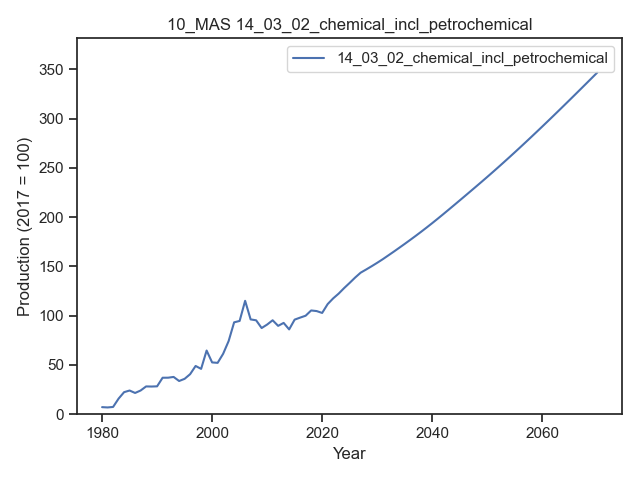 10_MAS 14_03_02_chemical_incl_petrochemical
14_03_02_chemical_incl_petrochemical
350
300
250
200
150
100
50
0
Production (2017 = 100)
1980 2000 2020 2040 2060
Year